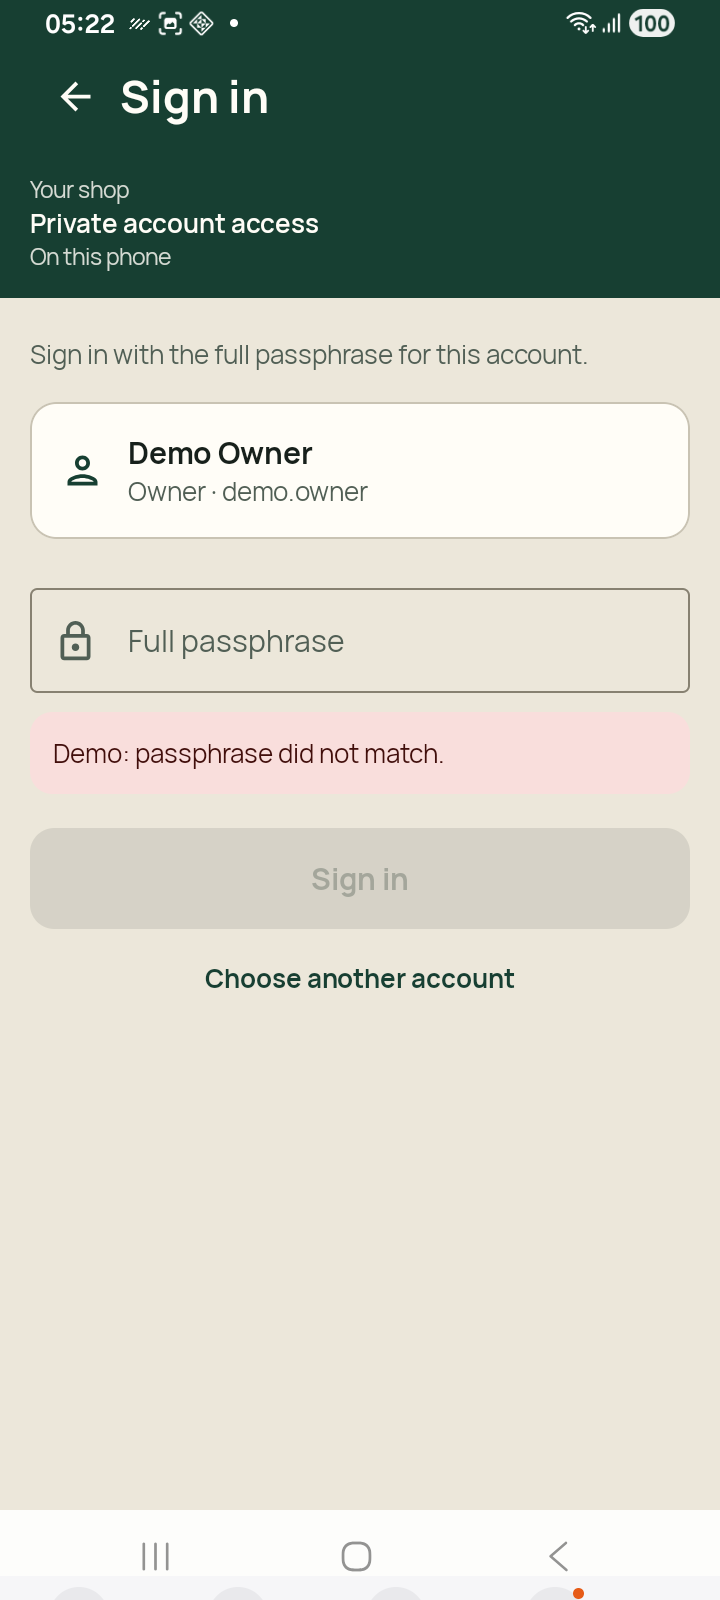 05:22
100
Sign in
Your shop
Private account access
On this phone
Sign in with the full passphrase for this account.
Demo Owner
Owner · demo.owner
Full passphrase
Demo: passphrase did not match.
Sign in
Choose another account